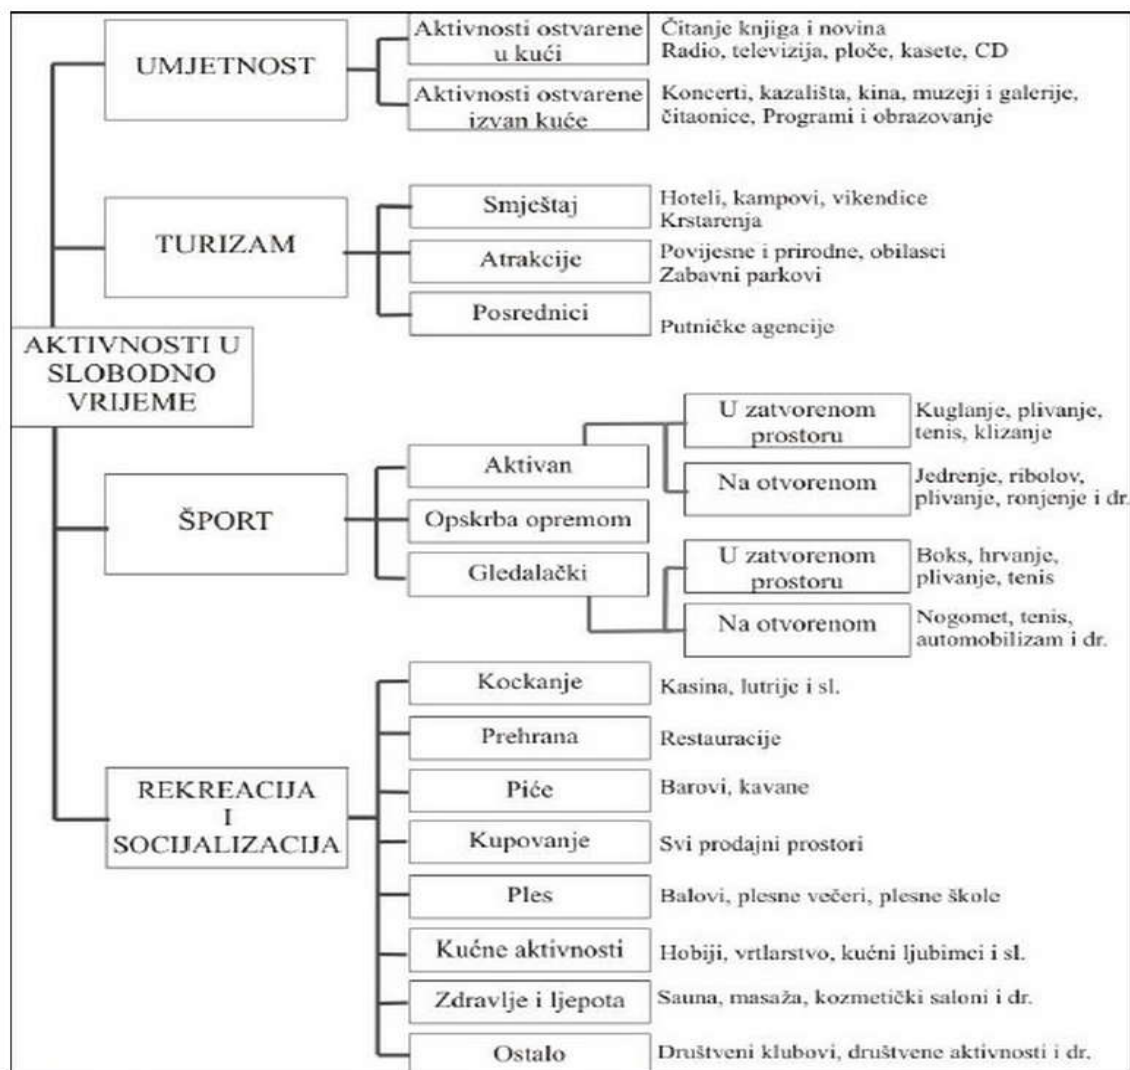 UMJETNOST
Aktivnosti ostvarene
u kući
Čitanje knjiga i novina
Radio, televizija, ploče, kasete, CD
Aktivnosti ostvarene
izvan kuće
Koncerti, kazališta, kina, muzeji i galerije,
čitaonice, Programi i obrazovanje
TURIZAM
Smještaj
Hoteli, kampovi, vikendice
Krstarenja
Atrakcije
Povijesne i prirodne, obilasci
Zabavni parkovi
Posrednici
Putničke agencije
AKTIVNOSTI U
SLOBODNO
VRIJEME
ŠPORT
Aktivan
U zatvorenom
prostoru
Kuglanje, plivanje,
tenis, klizanje
Na otvorenom
Jedrenje, ribolov,
plivanje, ronjenje i dr.
Opskrba opremom
Gledalački
U zatvorenom
prostoru
Boks, hrvanje,
plivanje, tenis
Na otvorenom
Nogomet, tenis,
automobilizam i dr.
REKREACIJA
I
SOCIJALIZACIJA
Kockanje
Kasina, lutrije i sl.
Prehrana
Restauracije
Piće
Barovi, kavane
Kupovanje
Svi prodajni prostori
Ples
Balovi, plesne večeri, plesne škole
Kućne aktivnosti
Hobiji, vrtlarstvo, kućni ljubimci i sl.
Zdravlje i ljepota
Sauna, masaža, kozmetički saloni i dr.
Ostalo
Društveni klubovi, društvene aktivnosti i dr.